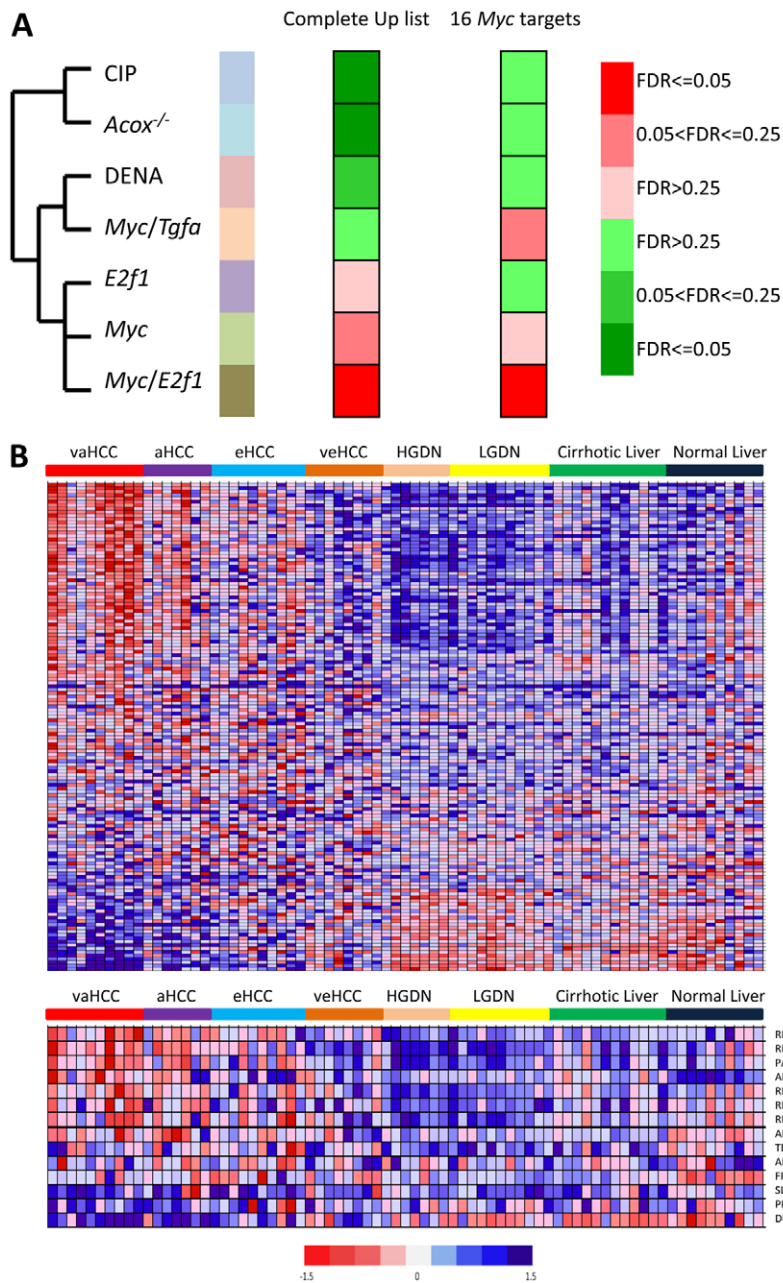 A
Complete Up list 16 Myc targets
CIP
Acox-/-
DENA
Myc/Tgfa
E2f1
Myc
Myc/E2f1
FDR<=0.05
0.05<FDR<=0.25
FDR>0.25
FDR>0.25
0.05<FDR<=0.25
FDR<=0.05
B
vaHCC aHCC eHCC veHCC HGDN LGDN Cirrhotic Liver Normal Liver
vaHCC aHCC eHCC veHCC HGDN LGDN Cirrhotic Liver Normal Liver
-1.5 0 1.5